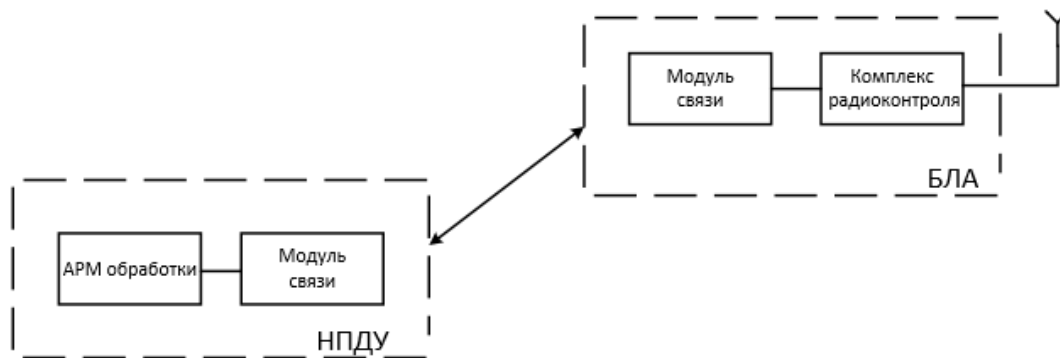 Модуль
связи
Комплекс
радиоконтроля
БЛА
АРМ обработки
Модуль
связи
НПДУ